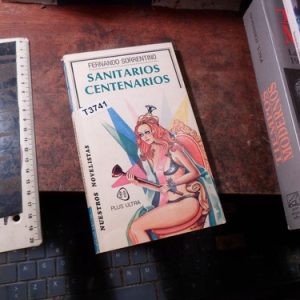 FERNANDO SORRENTINO
SANITARIOS
CENTENARIOS
T3741
NUESTROS NOVELISTAS
PLUS ULTRA